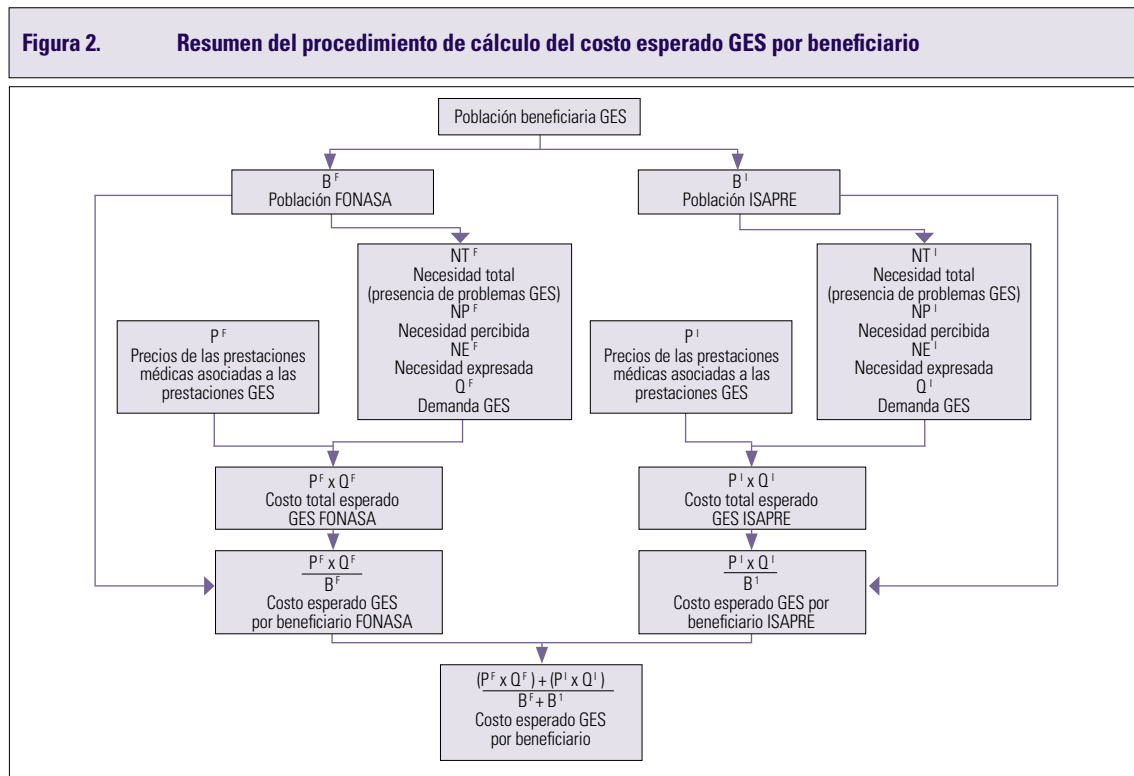 Figura 2. Resumen del procedimiento de cálculo del costo esperado GES por beneficiario
Población beneficiaria GES
B F
Población FONASA
B I
Población ISAPRE
NT F
Necesidad total
(presencia de problemas GES)
NP F
Necesidad percibida
NE F
Necesidad expresada
Q F
Demanda GES
P F
Precios de las prestaciones
médicas asociadas a las
prestaciones GES
NT I
Necesidad total
(presencia de problemas GES)
NP I
Necesidad percibida
NE I
Necesidad expresada
Q I
Demanda GES
P I
Precios de las prestaciones
médicas asociadas a las
prestaciones GES
P F x Q F
Costo total esperado
GES FONASA
P I x Q I
Costo total esperado
GES ISAPRE
P F x Q F
B F
Costo esperado GES
por beneficiario FONASA
P I x Q I
B 1
Costo esperado GES por
beneficiario ISAPRE
(P F x Q F ) + (P I x Q I )
B F + B 1
Costo esperado GES
por beneficiario